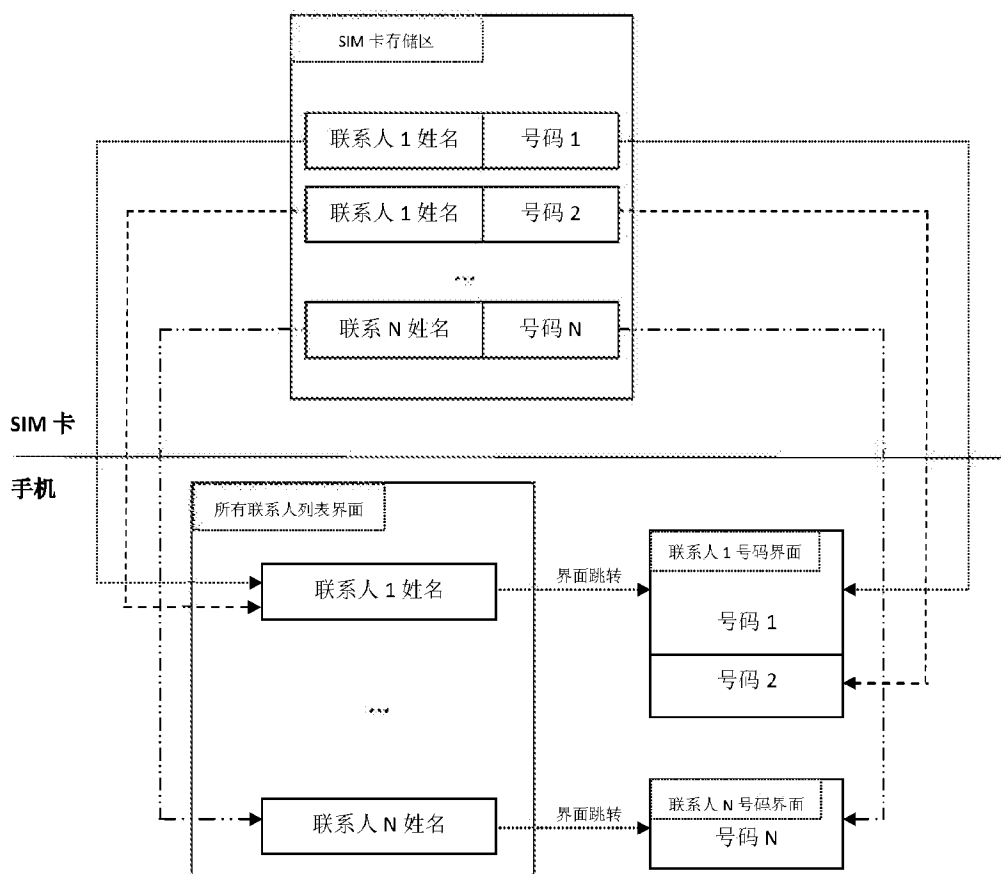 SIM 卡存储区
联系人 1 姓名
号码 1
联系人 1 姓名
号码 2
...
联系 N 姓名
号码 N
SIM 卡
手机
所有联系人列表界面
联系人 1 姓名
界面跳转
联系人 1 号码界面
号码 1
号码 2
...
联系人 N 姓名
界面跳转
联系人 N 号码界面
号码 N